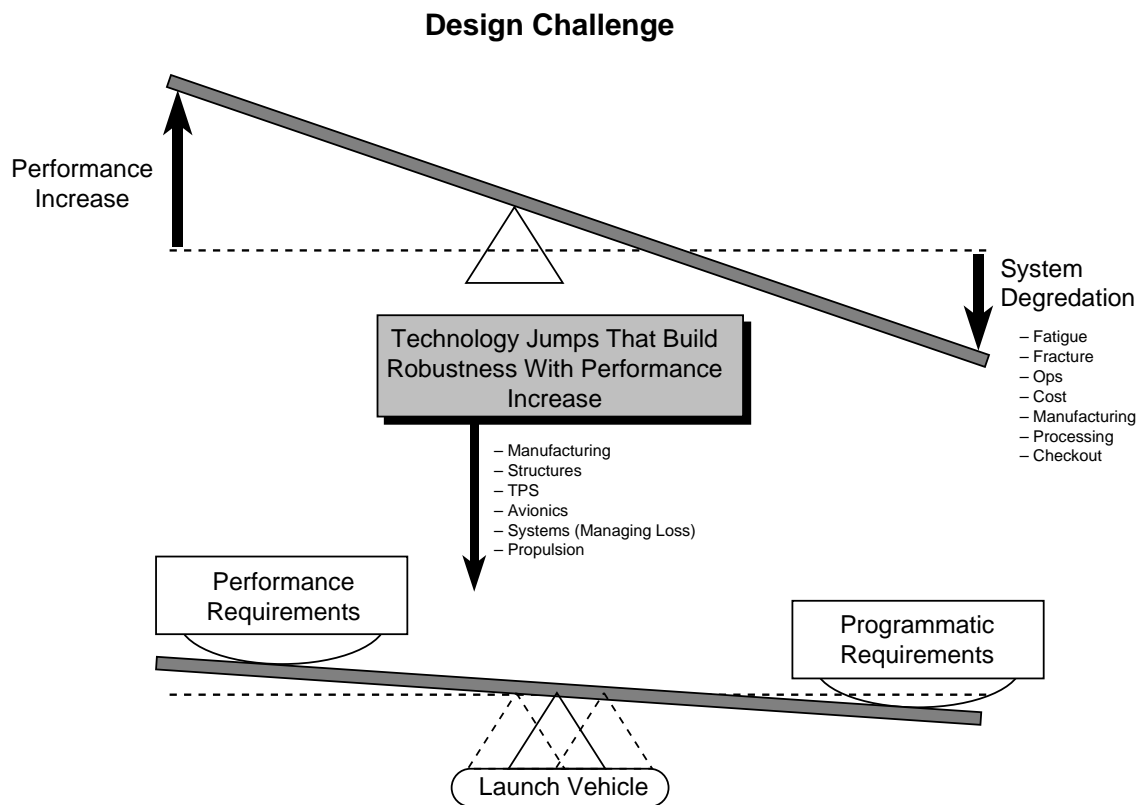 Design Challenge
Performance
Increase
System
Degredation
– Fatigue
– Fracture
– Ops
– Cost
– Manufacturing
– Processing
– Checkout
Technology Jumps That Build
Robustness With Performance
Increase
– Manufacturing
– Structures
– TPS
– Avionics
– Systems (Managing Loss)
– Propulsion
Performance
Requirements
Programmatic
Requirements
Launch Vehicle